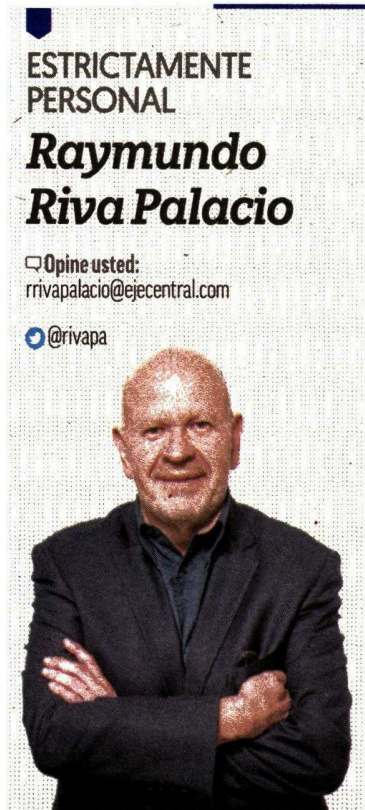 ESTRICTAMENTE
PERSONAL
Raymundo
Riva Palacio
Opine usted:
rrivapalacio@ejecentral.com
@rivapa